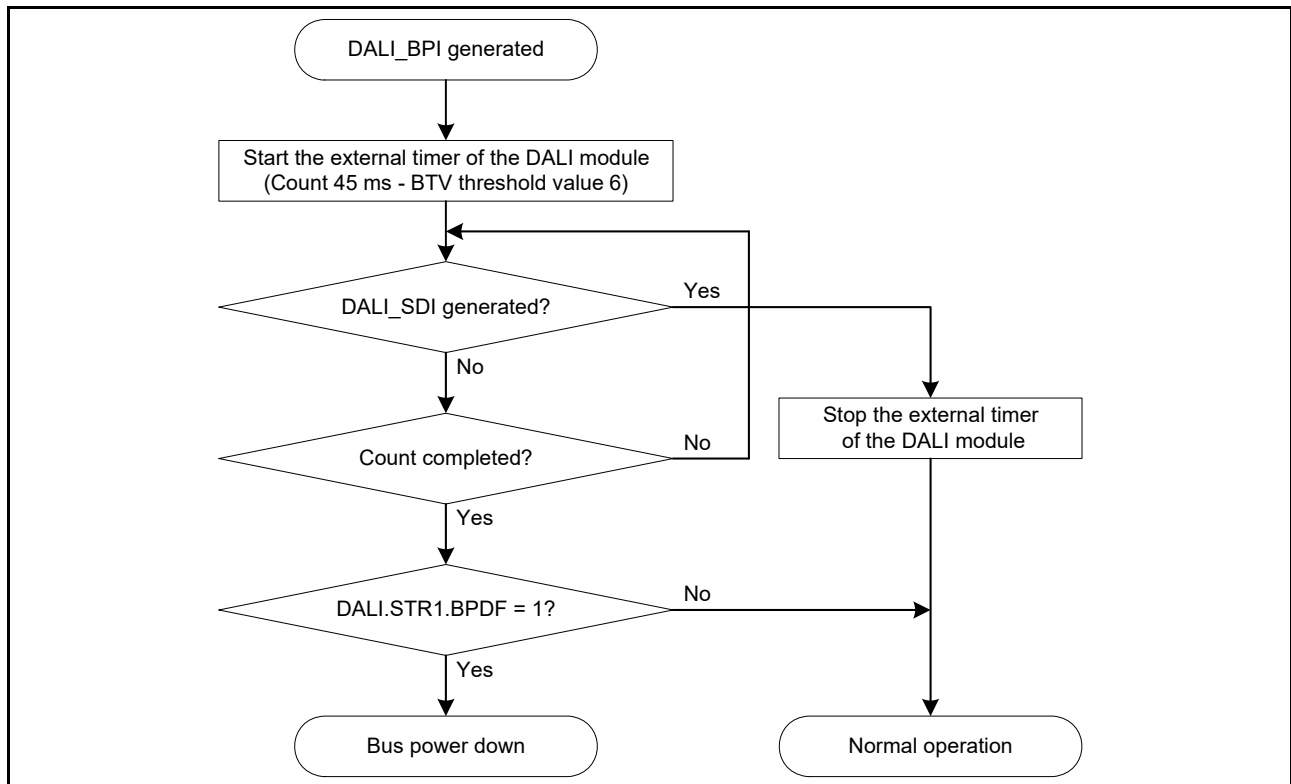 DALI_BPI generated
Start the external timer of the DALI module
(Count 45 ms - BTV threshold value 6)
DALI_SDI generated?
Yes
No
Stop the external timer
of the DALI module
Count completed?
No
Yes
DALI.STR1.BPDF = 1?
No
Yes
Bus power down
Normal operation